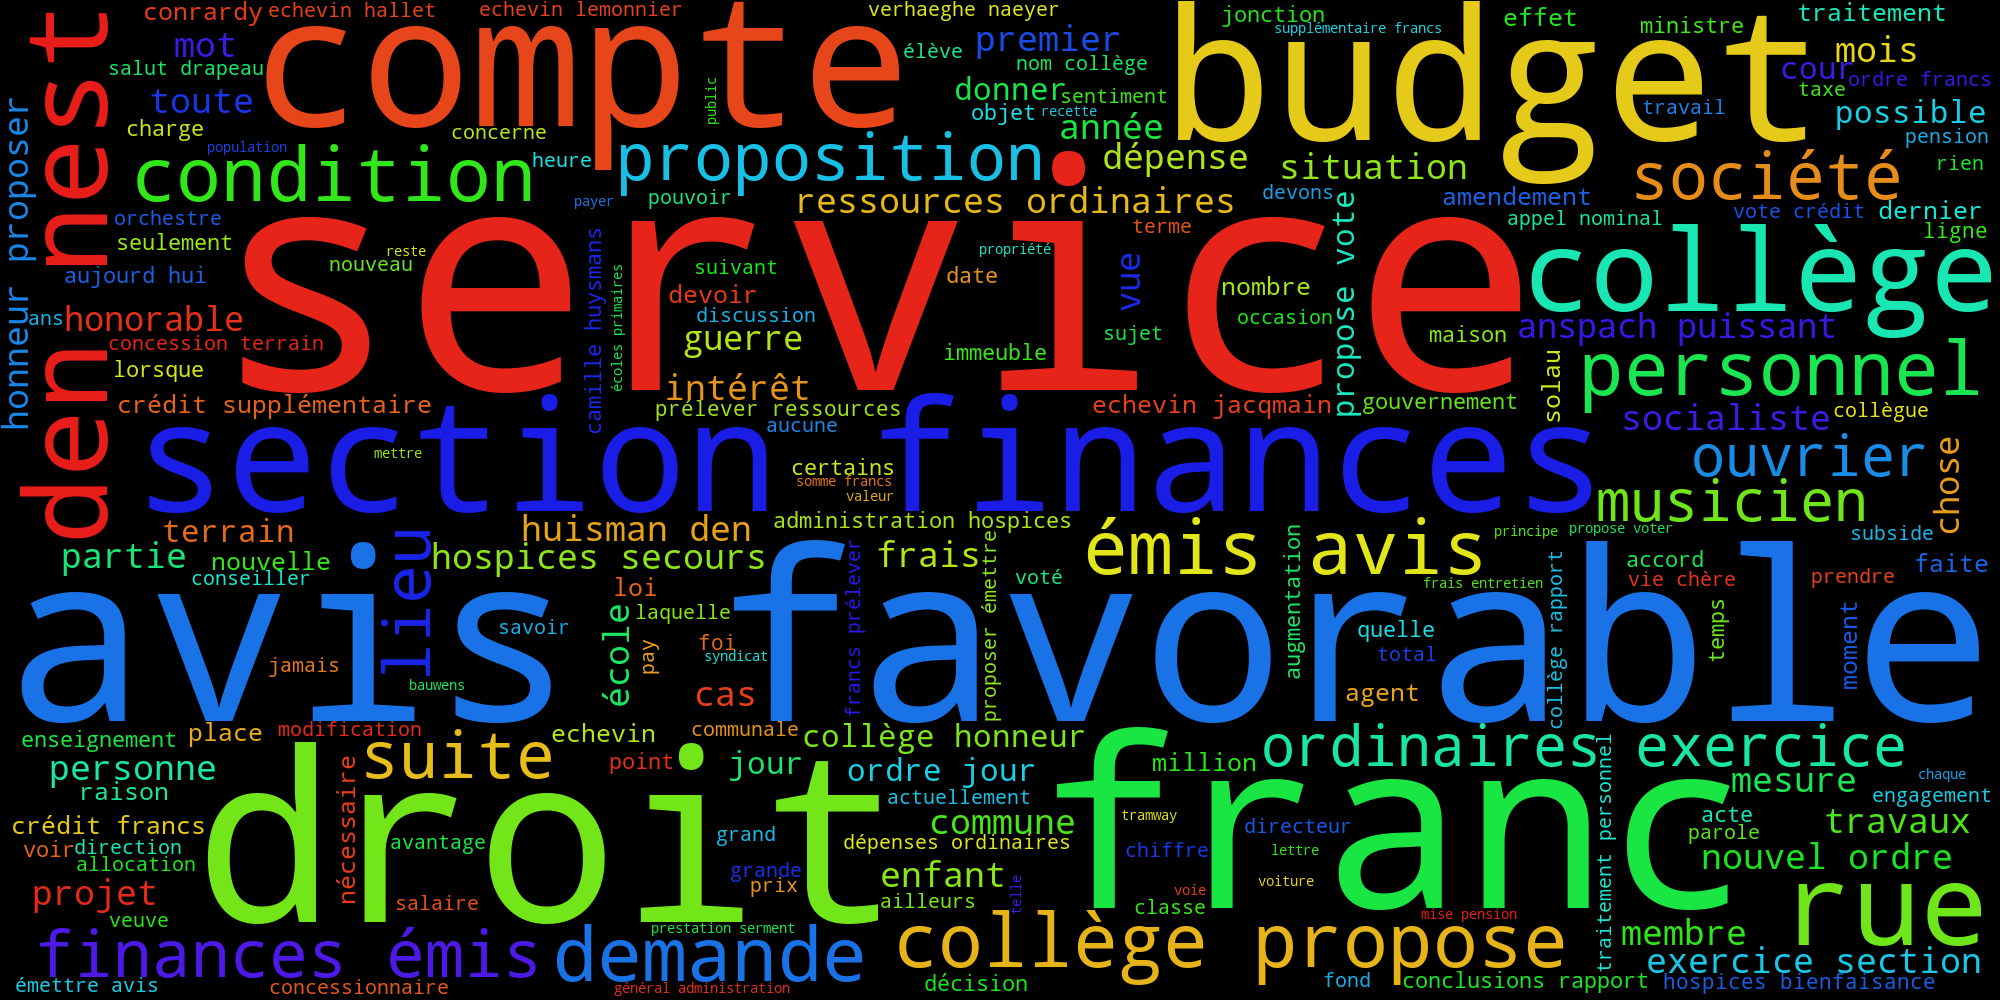 conrardy
echevin hallet
echevin lemonnier
verhaeghe naeyer
jonction
supplémentaire francs
effet
ministre
traitement
mot
compte
élève
premier
nom collège
budget
mois
salut drapeau
cour
ordre francs
toute
public
donner
sentiment
objet
recette
travail
taxe
possible
charge
concerne
année
pension
population
condition
heure
proposition
dépense
situation
société
rien
den nest
honneur proposer
payer
pouvoir
ressources ordinaires
devons
amendement
orchestre
terme
appel nominal
vote crédit
dernier
seulement
reste
nouveau
service
propriété
ligne
aujourd hui
suivant
date
vue
nombre
propose vote
collège
camille huysmans
écoles primaires
devoir
discussion
ans
honorable
guerre
sujet
occasion
maison
anspach puissant
concession terrain
immeuble
lorsque
intérêt
solau
personnel
crédit supplémentaire
prélever ressources
echevin jacqmain
gouvernement
socialiste
collègue
aucune
section finances
mettre
certains
somme francs
valeur
ouvrier
chose
musicien
terrain
huisman den
administration hospices
émis avis
principe
propose voter
subside
partie
nouvelle
lieu
hospices secours
frais
proposer émettre
augmentation
collège rapport
accord
faite
conseiller
loi
voté
frais entretien
vie chère
prendre
avis favorable
école
laquelle
francs prélever
temps
moment
savoir
foi
quelle
jamais
pay
syndicat
total
bauwens
cas
agent
enseignement
place
modification
echevin
communale
collège honneur
ordinaires exercice
personne
suite
point
jour
ordre jour
million
mesure
chaque
raison
nécessaire
droit
actuellement
franc
engagement
crédit francs
commune
tramway
directeur
acte
travaux
voir
direction
avantage
grand
dépenses ordinaires
chiffre
lettre
parole
allocation
grande
enfant
nouvel ordre
projet
prix
telle
voie
voiture
traitement personnel
rue
salaire
ailleurs
classe
veuve
prestation serment
mise pension
membre
finances émis
demande
collège propose
exercice section
émettre avis
concessionnaire
général administration
décision
fond
conclusions rapport
hospices bienfaisance